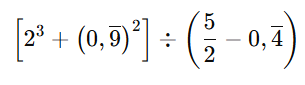 [2³ + (0,9̅)²] ÷ (5/2 − 0,4̅)